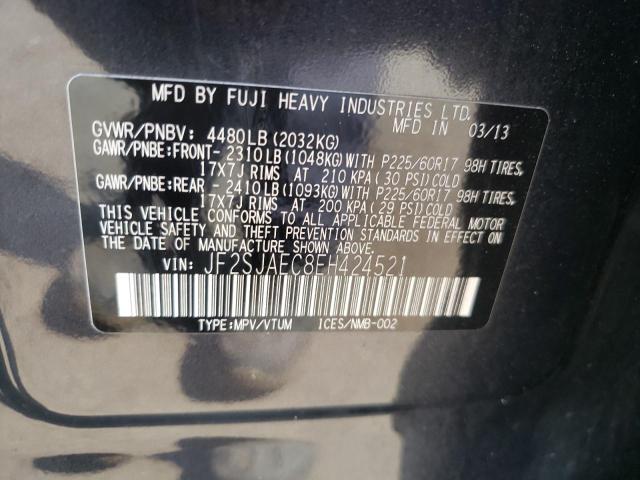 MFD BY FUJI HEAVY INDUSTRIES LTD.
MFD IN 03/13
GVWR/PNBV: 4480LB(2032KG)
GAWR/PNBE:FRONT- 2310LB(1048KG)WITH P225/60R17 98H TIRES,
17X7J RIMS AT 210 KPA(30 PSI)COLD
GAWR/PNBE:REAR - 2410LB(1093KG)WITH P225/60R17 98H TIRES,
17X7J RIMS AT 200 KPA(29 PSI)COLD
THIS VEHICLE CONFORMS TO ALL APPLICABLE FEDERAL MOTOR
VEHICLE SAFETY AND THEFT PREVENTION STANDARDS IN EFFECT ON
THE DATE OF MANUFACTURE SHOWN ABOVE.
VIN: JF2SJAEC8EH424521
TYPE:MPV/VTUM ICES/NMB-002